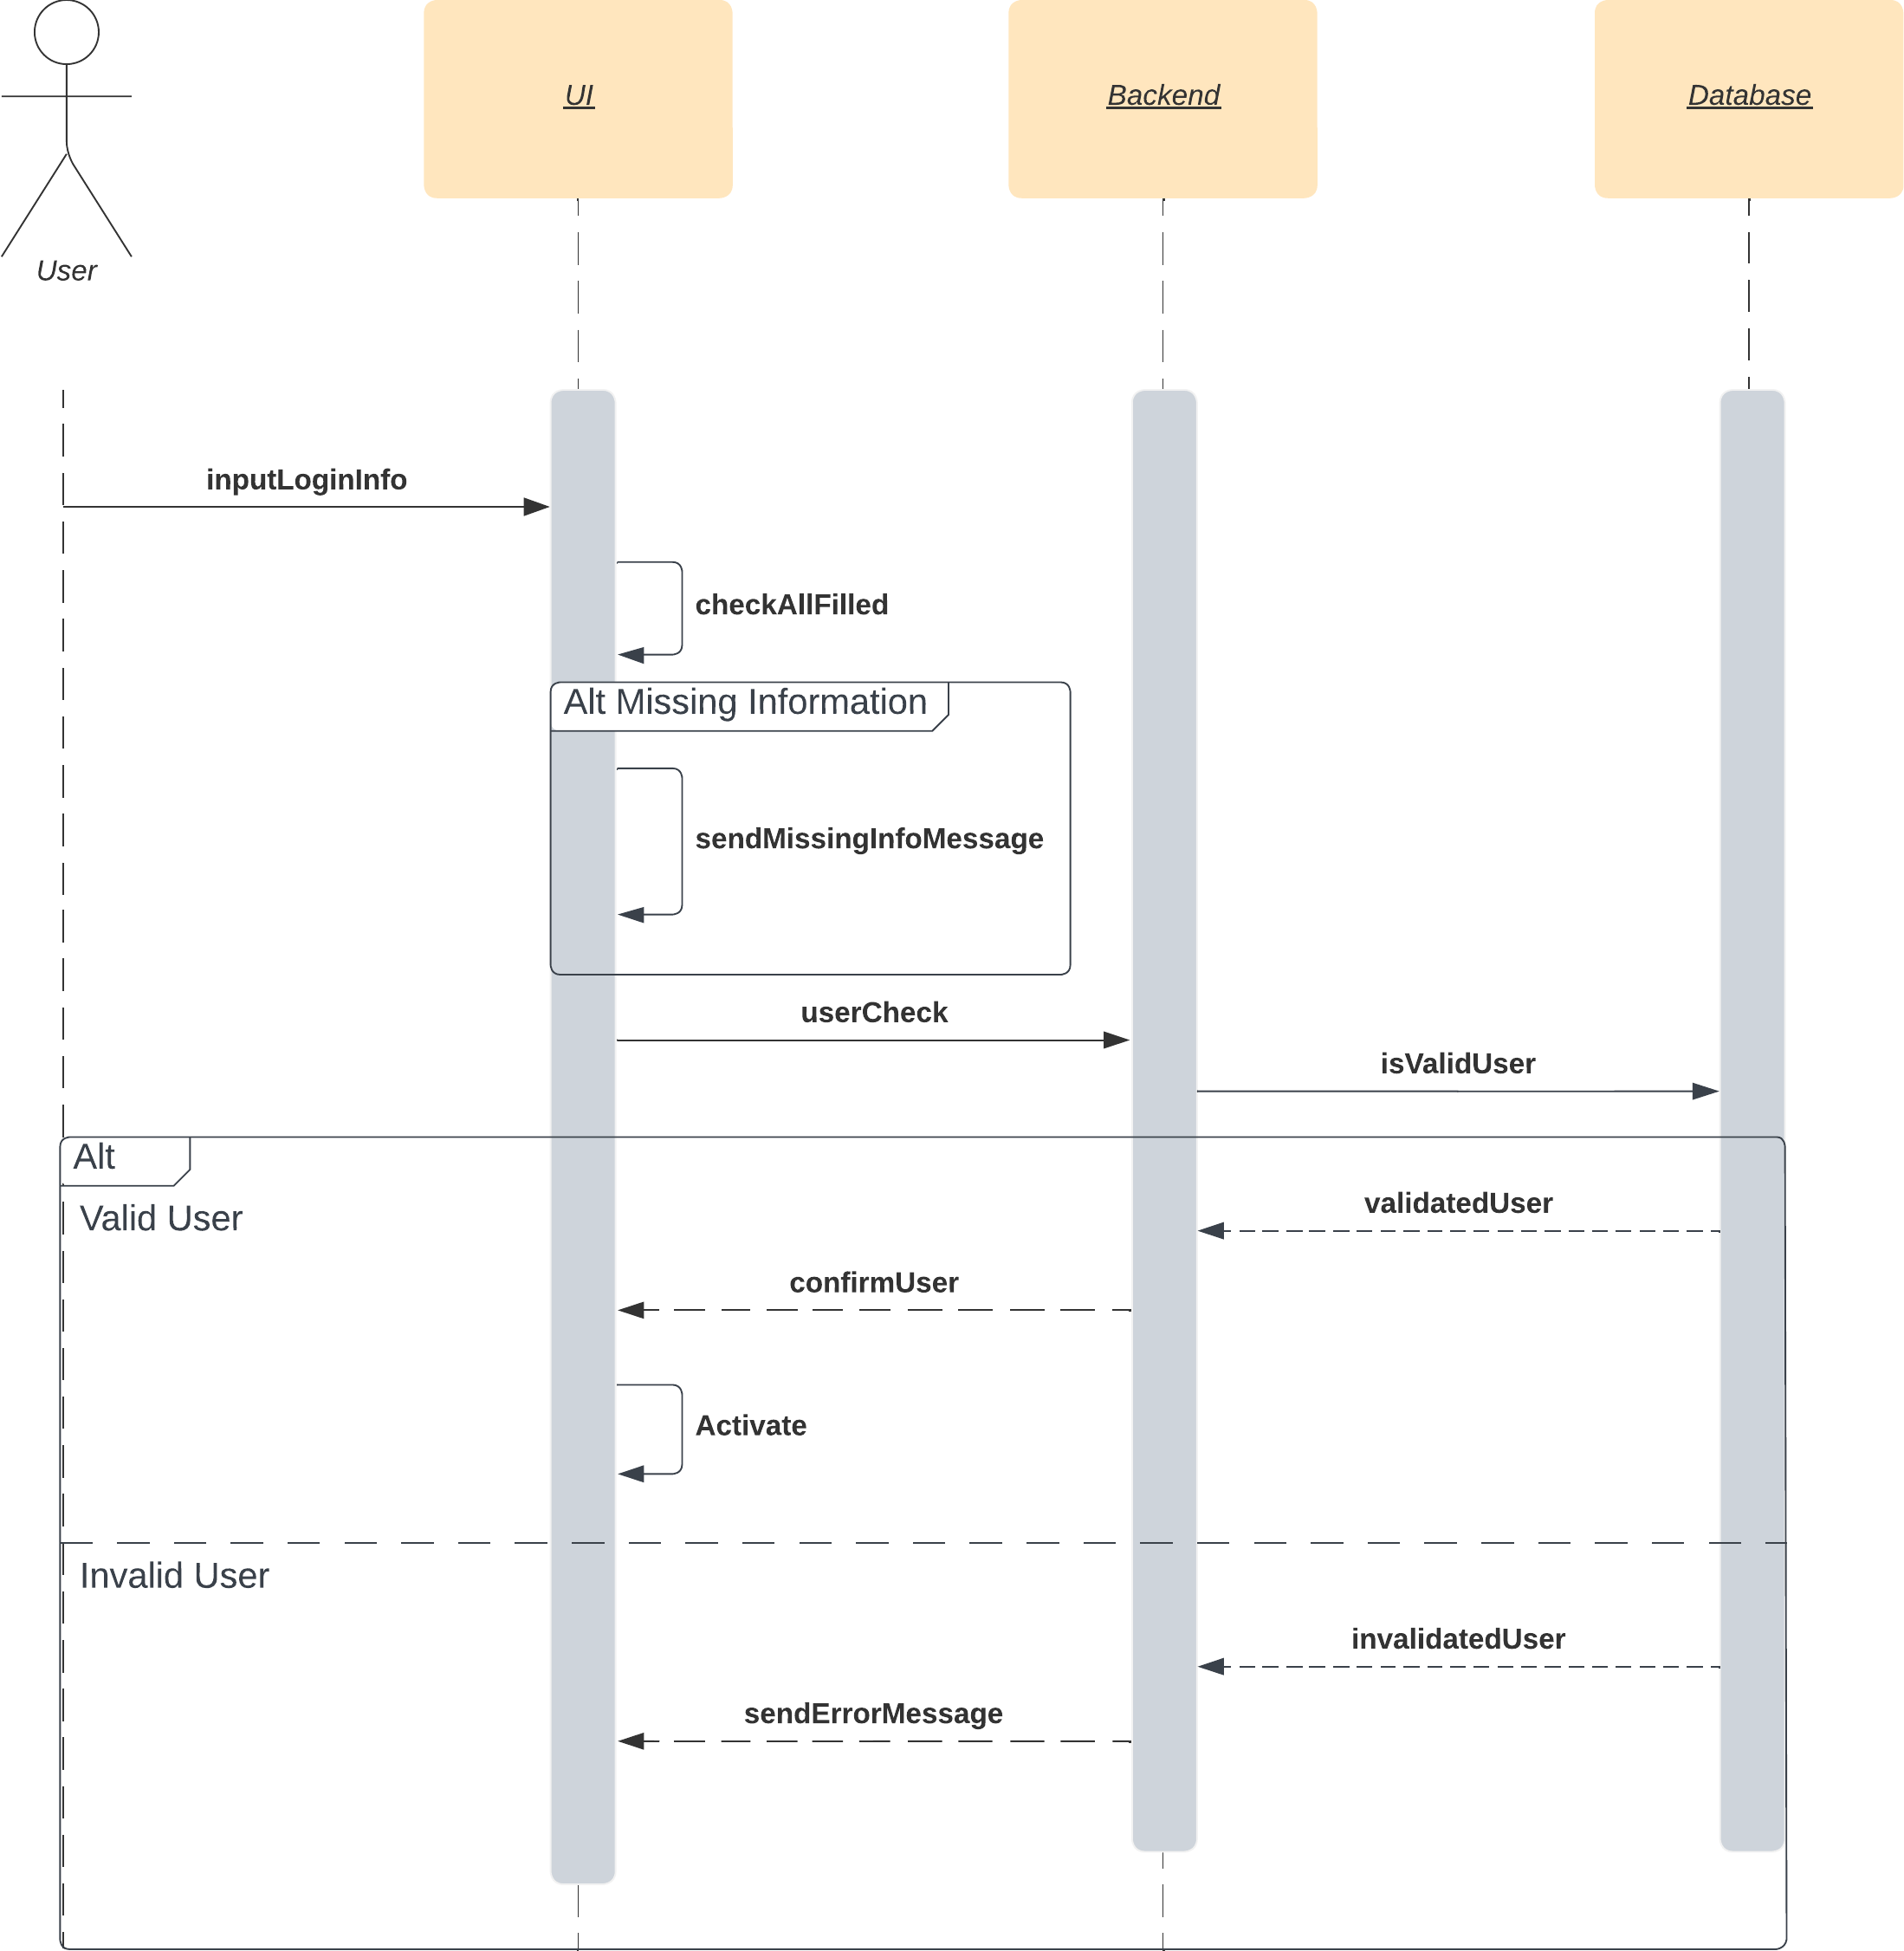 UI
Backend
Database
User
inputLoginInfo
checkAllFilled
Alt Missing Information
sendMissingInfoMessage
userCheck
isValidUser
Alt
validatedUser
Valid User
confirmUser
Activate
Invalid User
invalidatedUser
sendErrorMessage